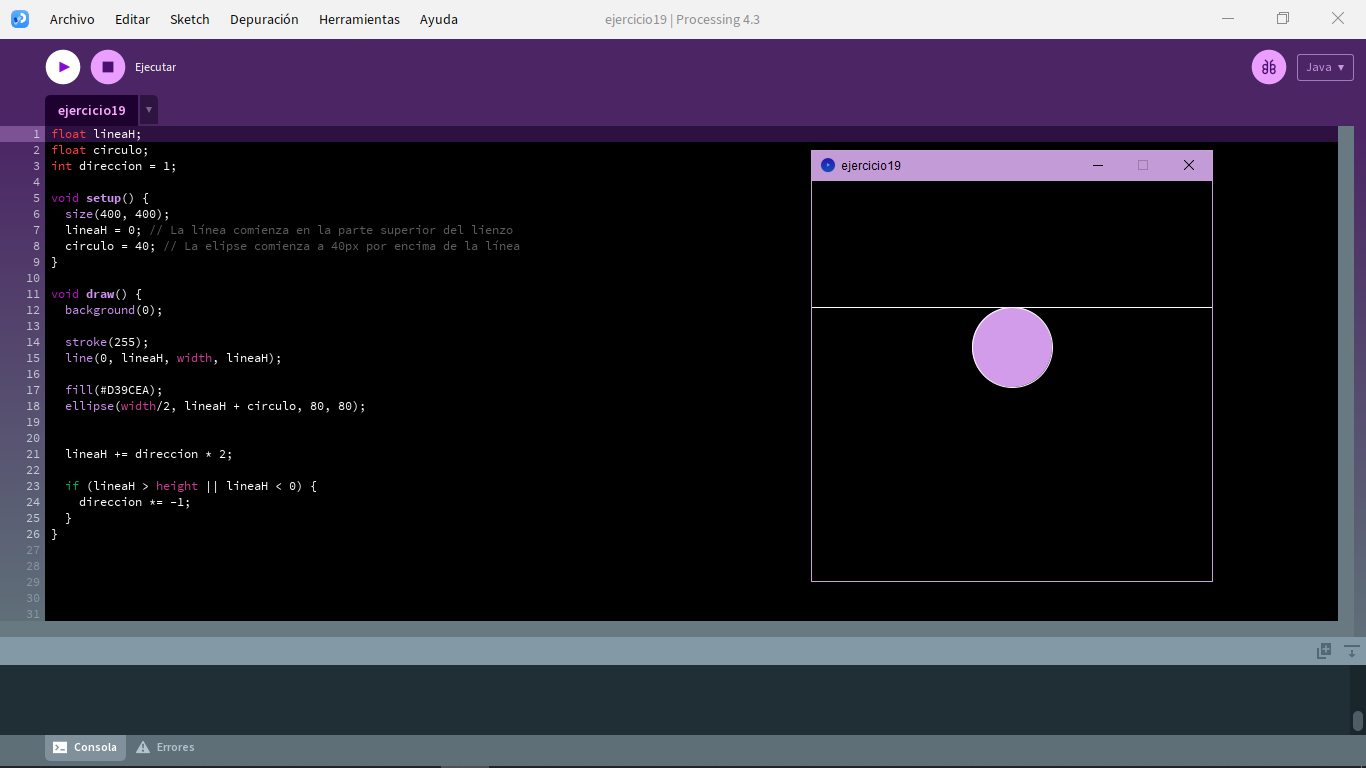 Archivo Editar Sketch Depuración Herramientas Ayuda ejercicio19 | Processing 4.3
Ejecutar Java ▾
ejercicio19 ▾
1 float lineaH;
2 float circulo;
3 int direccion = 1;
4
5 void setup() {
6   size(400, 400);
7   lineaH = 0; // La línea comienza en la parte superior del lienzo
8   circulo = 40; // La elipse comienza a 40px por encima de la línea
9 }
10
11 void draw() {
12   background(0);
13
14   stroke(255);
15   line(0, lineaH, width, lineaH);
16
17   fill(#D39CEA);
18   ellipse(width/2, lineaH + circulo, 80, 80);
19
20
21   lineaH += direccion * 2;
22
23   if (lineaH > height || lineaH < 0) {
24     direccion *= -1;
25   }
26 }
27
28
29
30
31
ejercicio19
Consola Errores